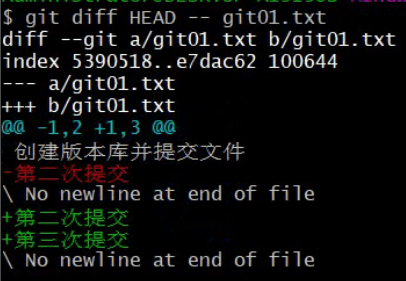 $ git diff HEAD -- git01.txt
diff --git a/git01.txt b/git01.txt
index 5390518..e7dac62 100644
--- a/git01.txt
+++ b/git01.txt
@@ -1,2 +1,3 @@
 创建版本库并提交文件
-第二次提交
\ No newline at end of file
+第二次提交
+第三次提交
\ No newline at end of file